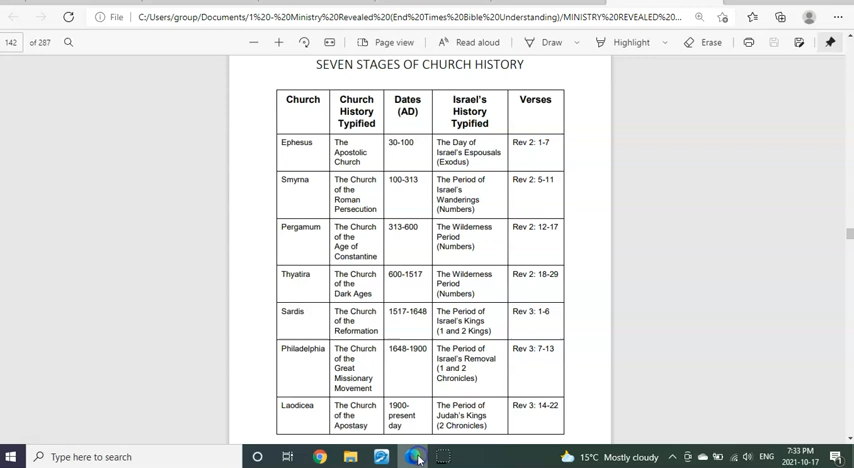 File
C:/Users/group/Documents/1%20-%20Ministry%20Revealed%20(End%20Times%20Bible%20Understanding)/MINISTRY%20REVEALED%20...
142 of 287
Page view
Read aloud
Draw
Highlight
Erase
SEVEN STAGES OF CHURCH HISTORY
Church
Church
History
Typified
Dates
(AD)
Israel's
History
Typified
Verses
Ephesus
The
Apostolic
Church
30-100
The Day of
Israel's Espousals
(Exodus)
Rev 2: 1-7
Smyrna
The Church
of the
Roman
Persecution
100-313
The Period of
Israel's
Wanderings
(Numbers)
Rev 2: 5-11
Pergamum
The Church
of the
Age of
Constantine
313-600
The Wilderness
Period
(Numbers)
Rev 2: 12-17
Thyatira
The Church
of the
Dark Ages
600-1517
The Wilderness
Period
(Numbers)
Rev 2: 18-29
Sardis
The Church
of the
Reformation
1517-1648
The Period of
Israel's Kings
(1 and 2 Kings)
Rev 3: 1-6
Philadelphia
The Church
of the
Great
Missionary
Movement
1648-1900
The Period of
Israel's Removal
(1 and 2
Chronicles)
Rev 3: 7-13
Laodicea
The Church
of the
Apostasy
1900-
present
day
The Period of
Judah's Kings
(2 Chronicles)
Rev 3: 14-22
Type here to search
15°C Mostly cloudy
ENG
7:33 PM
2021-10-17